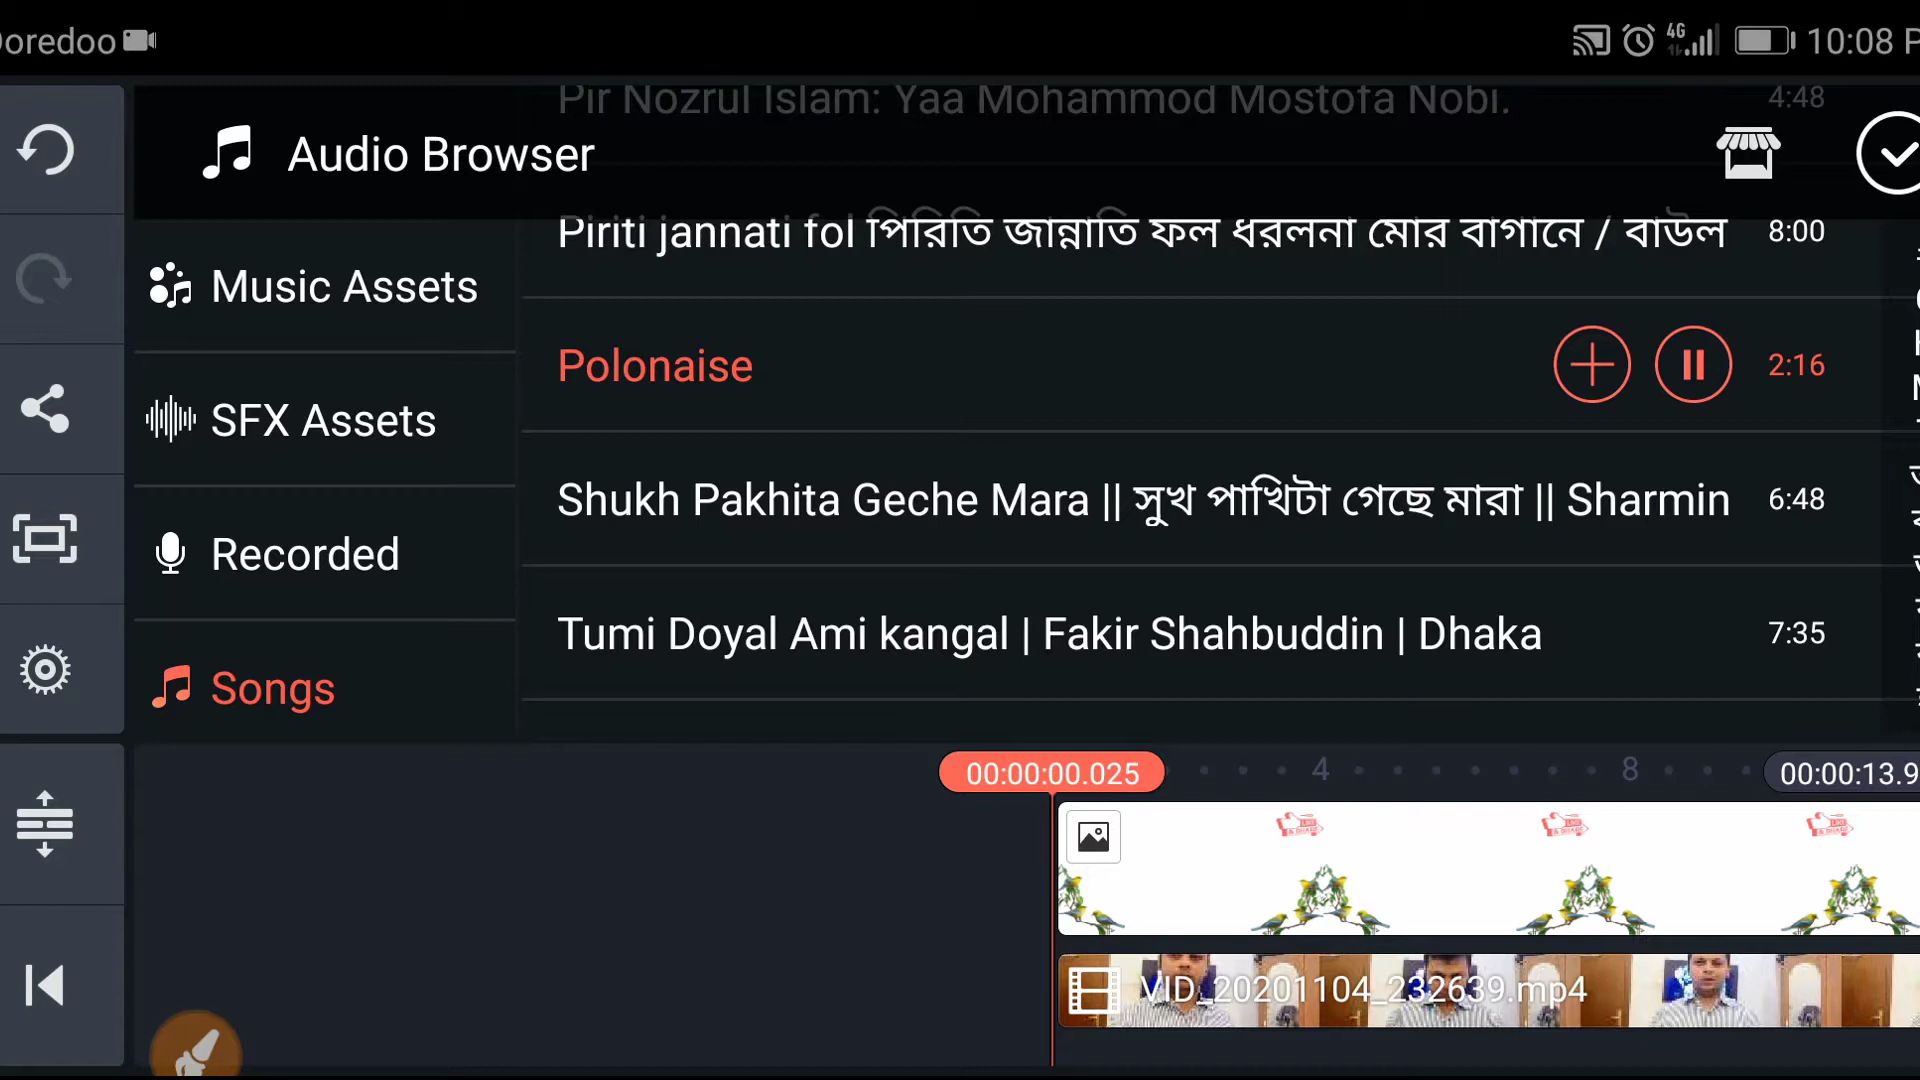 Ooredoo
4G
10:08 P
Pir Nozrul Islam: Yaa Mohammod Mostofa Nobi.
4:48
Audio Browser
Piriti jannati fol পিরিতি জান্নাতি ফল ধরলনা মোর বাগানে / বাউল
8:00
Music Assets
Polonaise
2:16
SFX Assets
Shukh Pakhita Geche Mara || সুখ পাখিটা গেছে মারা || Sharmin
6:48
Recorded
Tumi Doyal Ami kangal | Fakir Shahbuddin | Dhaka
7:35
Songs
00:00:00.025
4
8
00:00:13.9
VID_20201104_232639.mp4